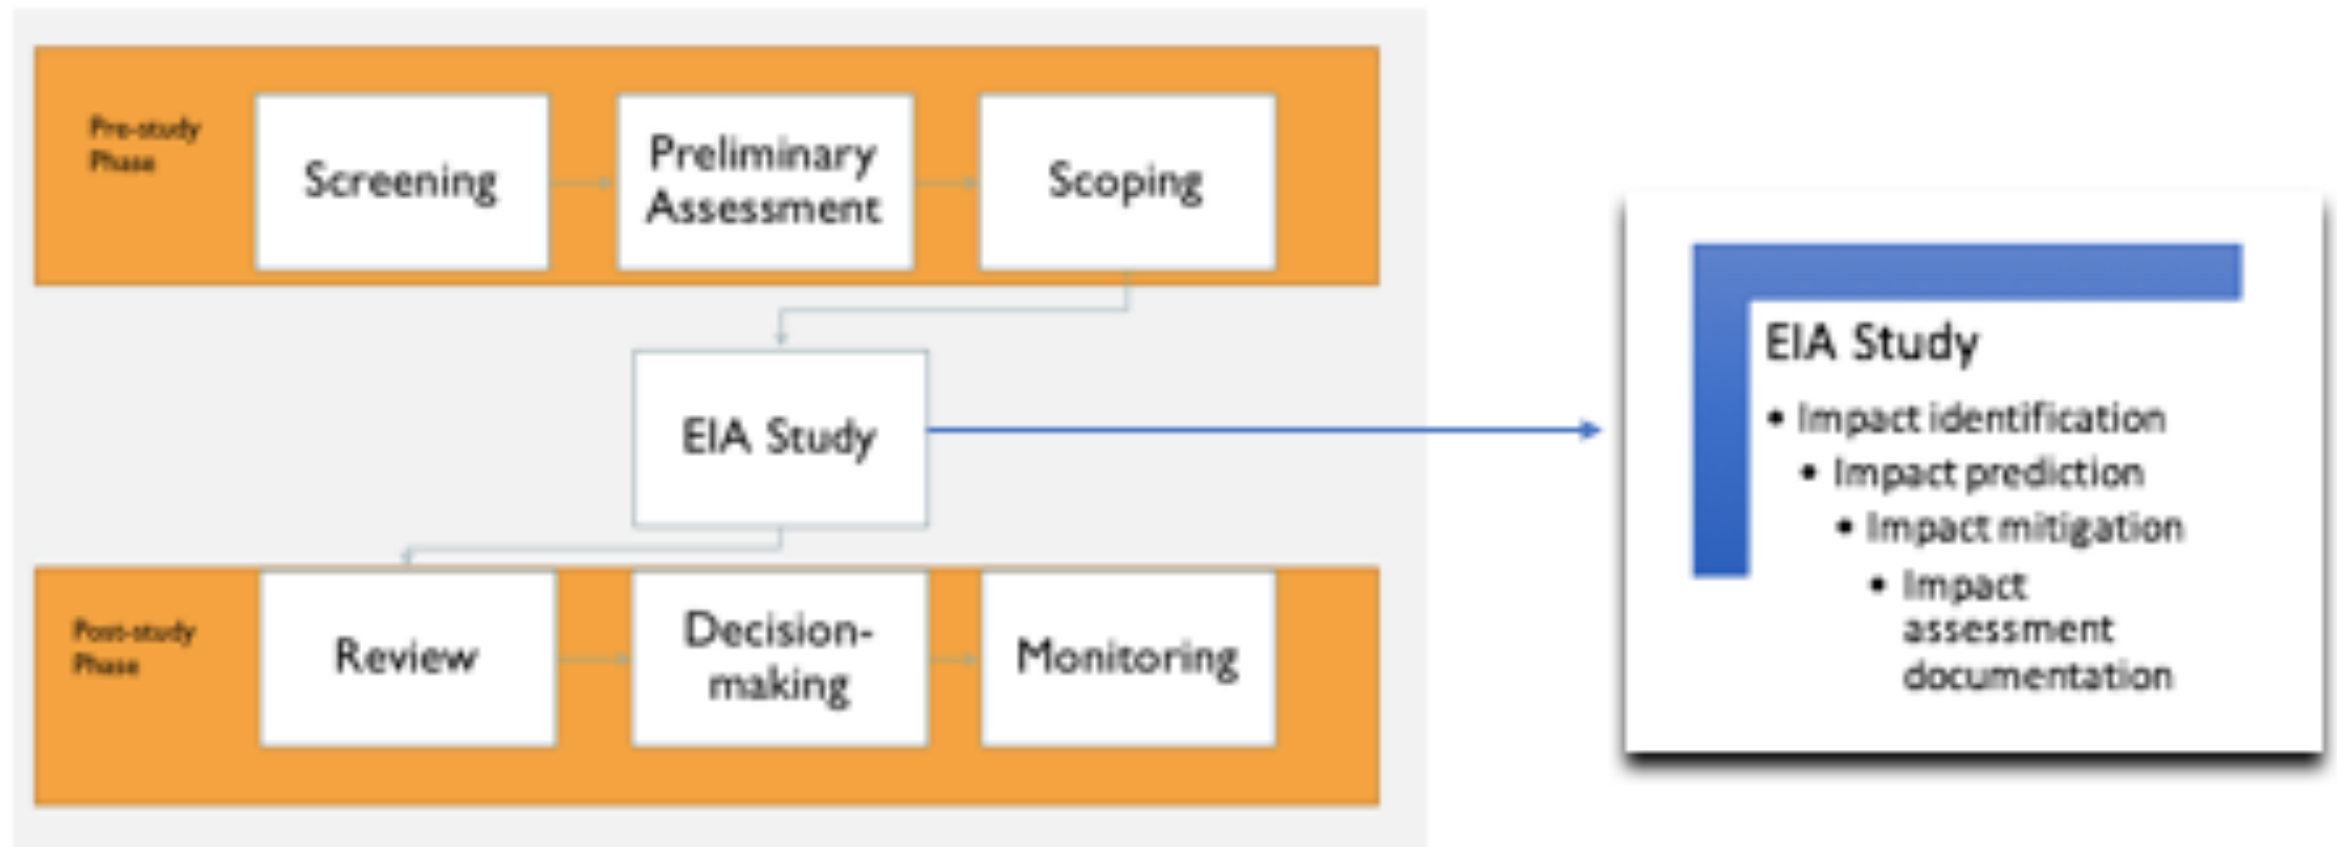 Pre-study
Phase
Screening
Preliminary
Assessment
Scoping
EIA Study
Post-study
Phase
Review
Decision-
making
Monitoring
EIA Study
• Impact identification
• Impact prediction
• Impact mitigation
• Impact
assessment
documentation